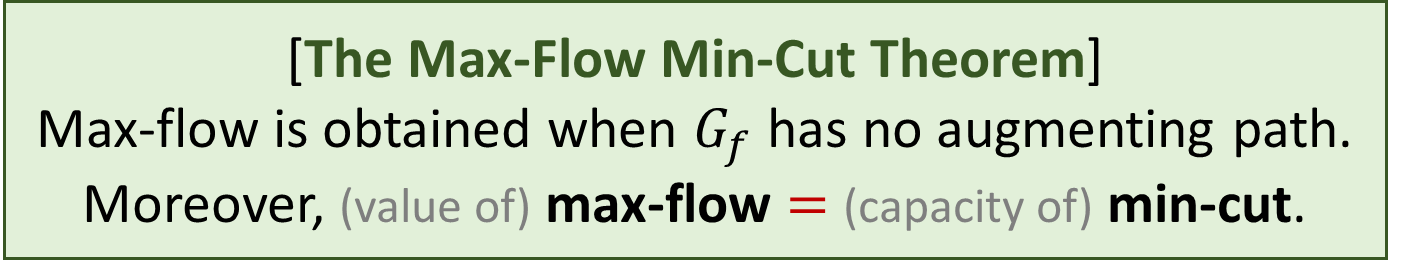 [The Max-Flow Min-Cut Theorem]
Max-flow is obtained when G_f has no augmenting path.
Moreover, (value of) max-flow = (capacity of) min-cut.